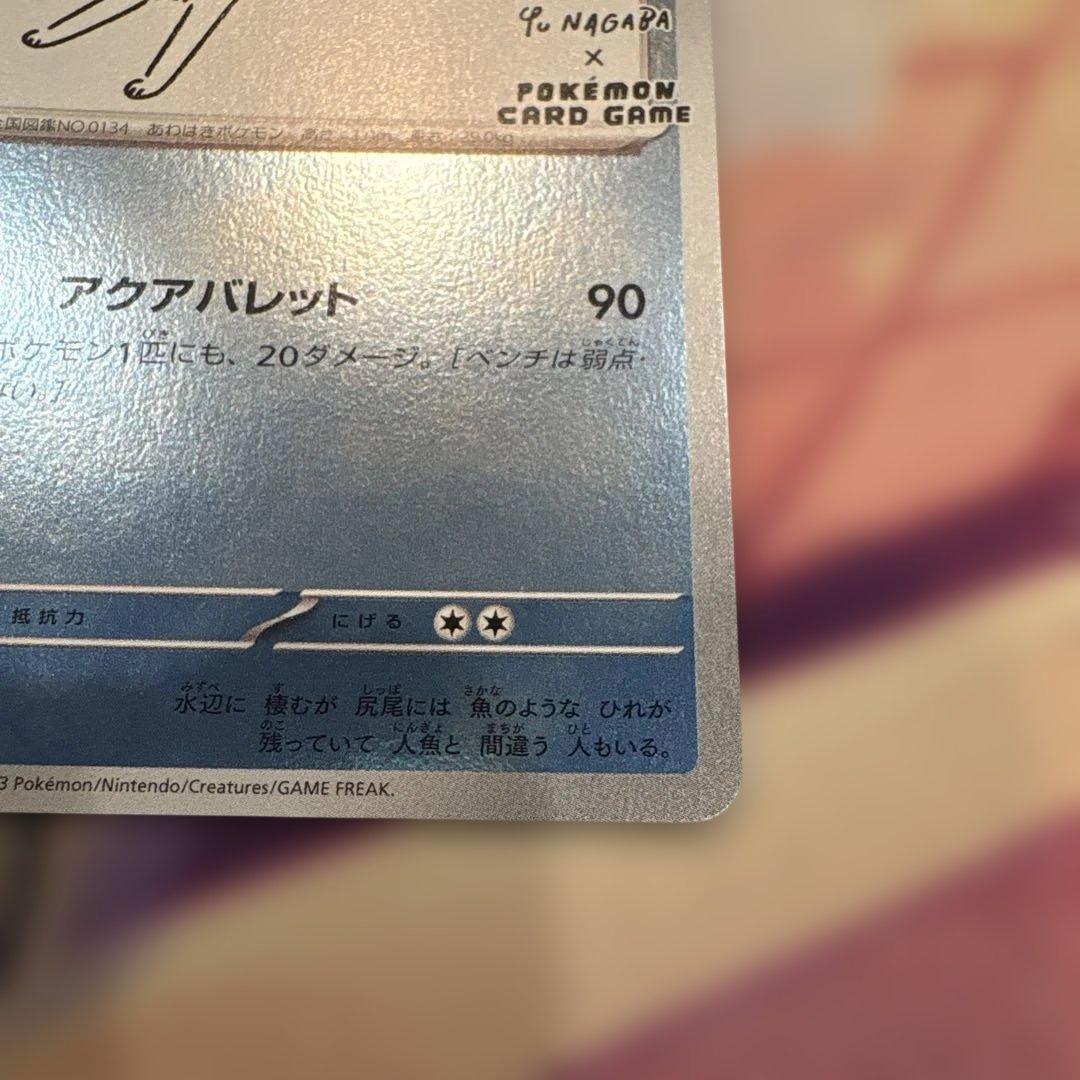 Yu NAGABA
×
POKÉMON
CARD GAME
全国図鑑NO.0134 あわはきポケモン
アクアバレット 90
ポケモン1匹にも、20ダメージ。[ベンチは弱点・
ない。]
抵抗力 にげる
水辺に 棲むが 尻尾には 魚のような ひれが
残っていて 人魚と 間違う 人もいる。
3 Pokémon/Nintendo/Creatures/GAME FREAK.